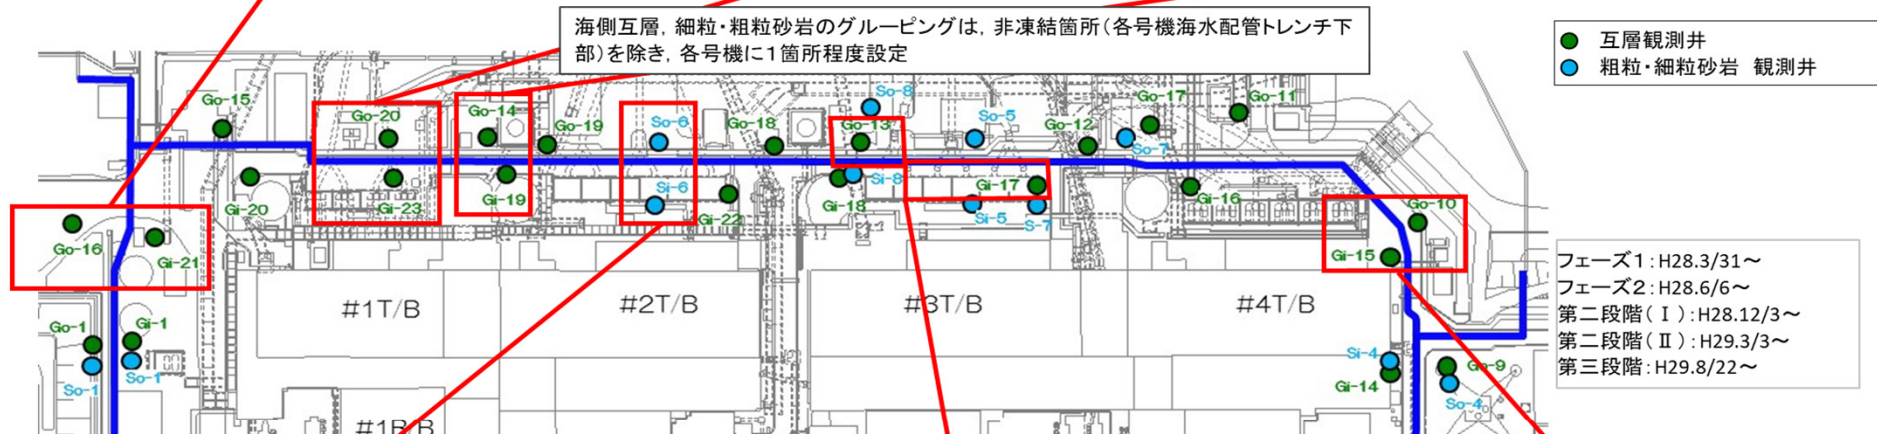 海側互層，細粒・粗粒砂岩のグルーピングは，非凍結箇所（各号機海水配管トレンチ下
部）を除き，各号機に１箇所程度設定
互層観測井
粗粒・細粒砂岩　観測井
Go-15
Go-20
Go-14
Go-19
So-6
Go-18
So-8
Go-13
So-5
Go-12
Go-17
So-7
Go-11
Gi-20
Gi-23
Gi-19
Si-6
Gi-22
Gi-18
Si-8
Gi-17
Si-5
S-7
Gi-16
Go-10
Gi-15
Go-16
Gi-21
#1T/B
#2T/B
#3T/B
#4T/B
Go-1
Gi-1
So-1
So-1
Si-4
Gi-14
Go-9
So-4
#1R/B
フェーズ１：H28.3/31～
フェーズ２：H28.6/6～
第二段階（Ⅰ）：H28.12/3～
第二段階（Ⅱ）：H29.3/3～
第三段階：H29.8/22～